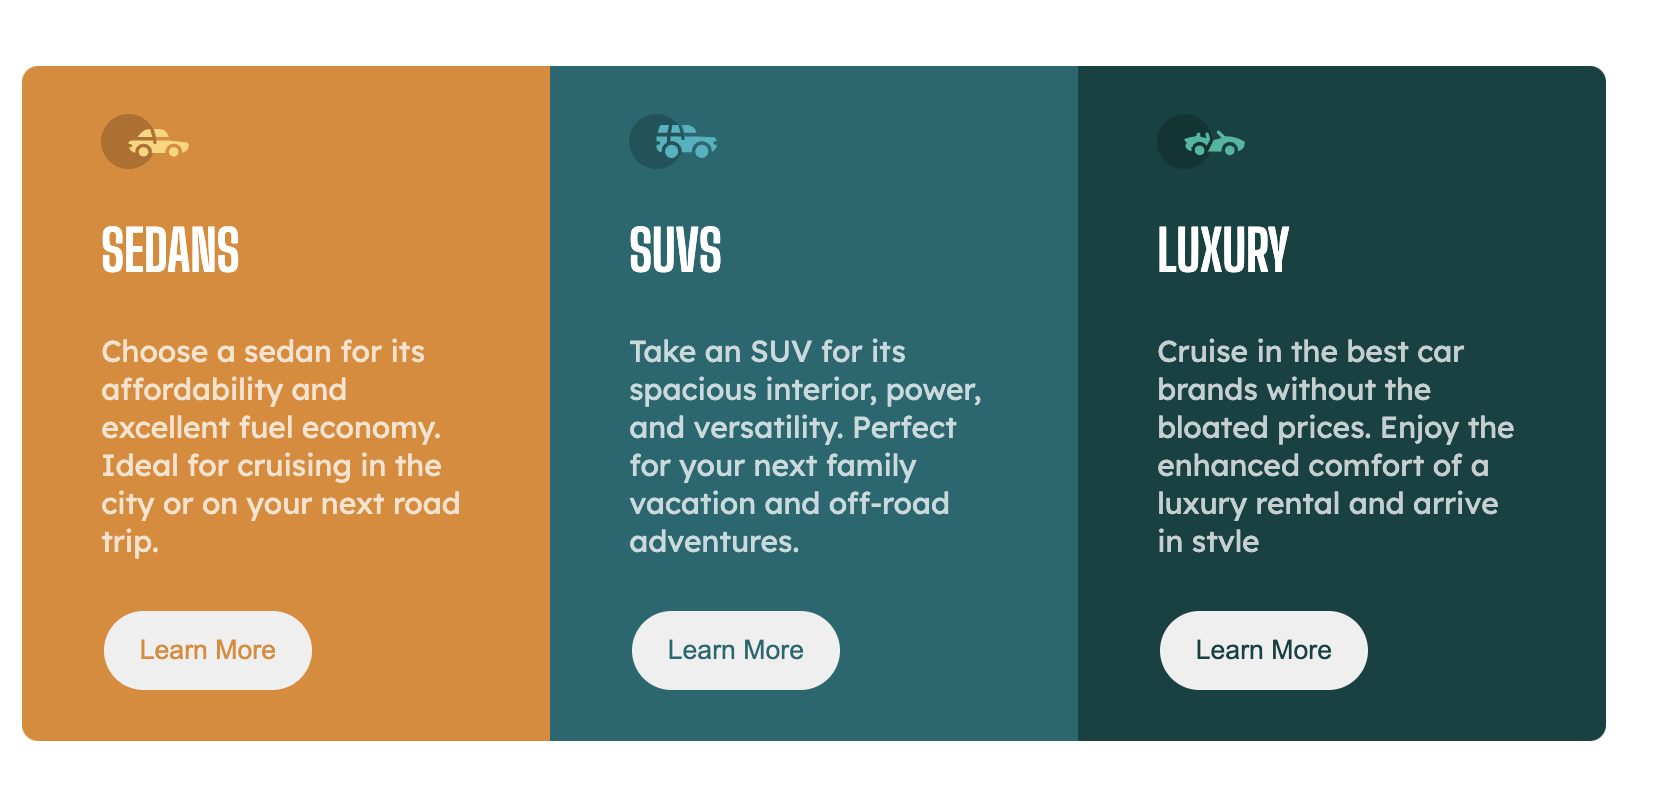 SEDANS
Choose a sedan for its
affordability and
excellent fuel economy.
Ideal for cruising in the
city or on your next road
trip.
Learn More
SUVS
Take an SUV for its
spacious interior, power,
and versatility. Perfect
for your next family
vacation and off-road
adventures.
Learn More
LUXURY
Cruise in the best car
brands without the
bloated prices. Enjoy the
enhanced comfort of a
luxury rental and arrive
in stvle
Learn More